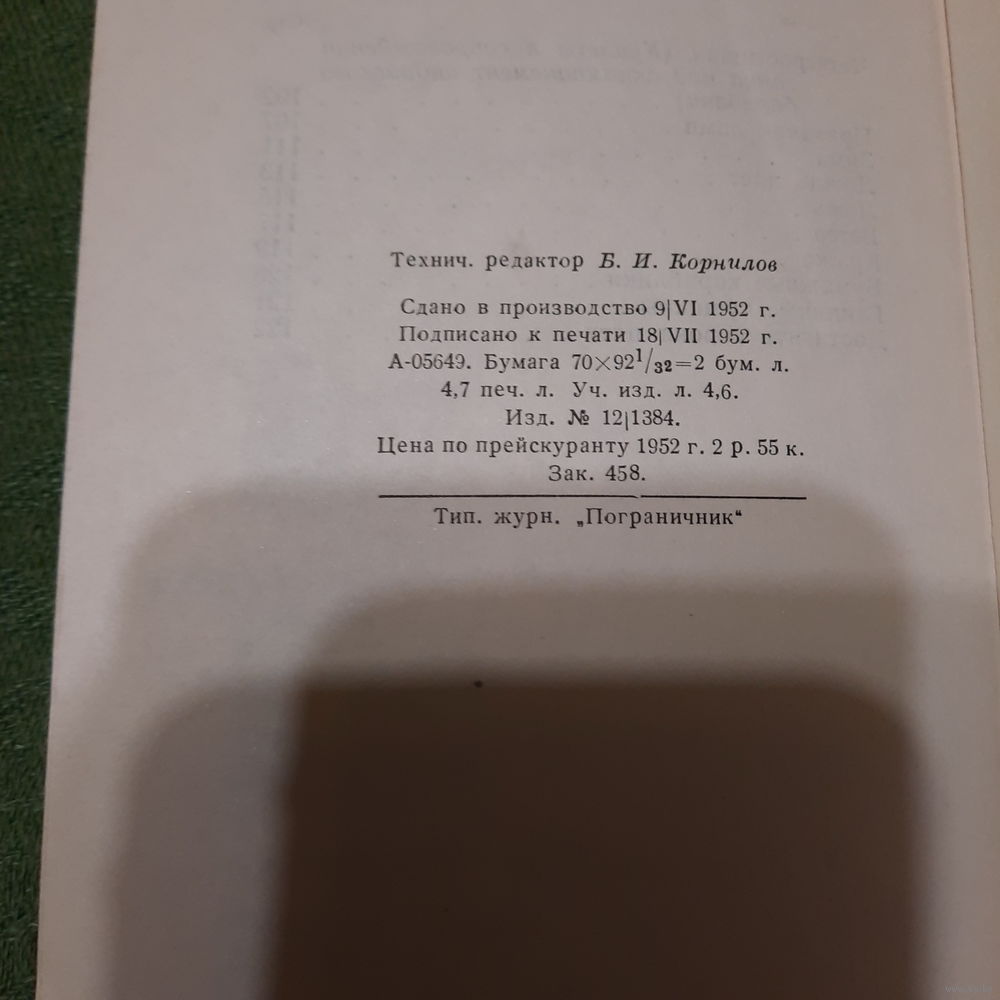 Технич. редактор Б. И. Корнилов
Сдано в производство 9|VI 1952 г.
Подписано к печати 18|VII 1952 г.
А-05649. Бумага 70×92¹/₃₂=2 бум. л.
4,7 печ. л. Уч. изд. л. 4,6.
Изд. № 12|1384.
Цена по прейскуранту 1952 г. 2 р. 55 к.
Зак. 458.
Тип. журн. „Пограничник“